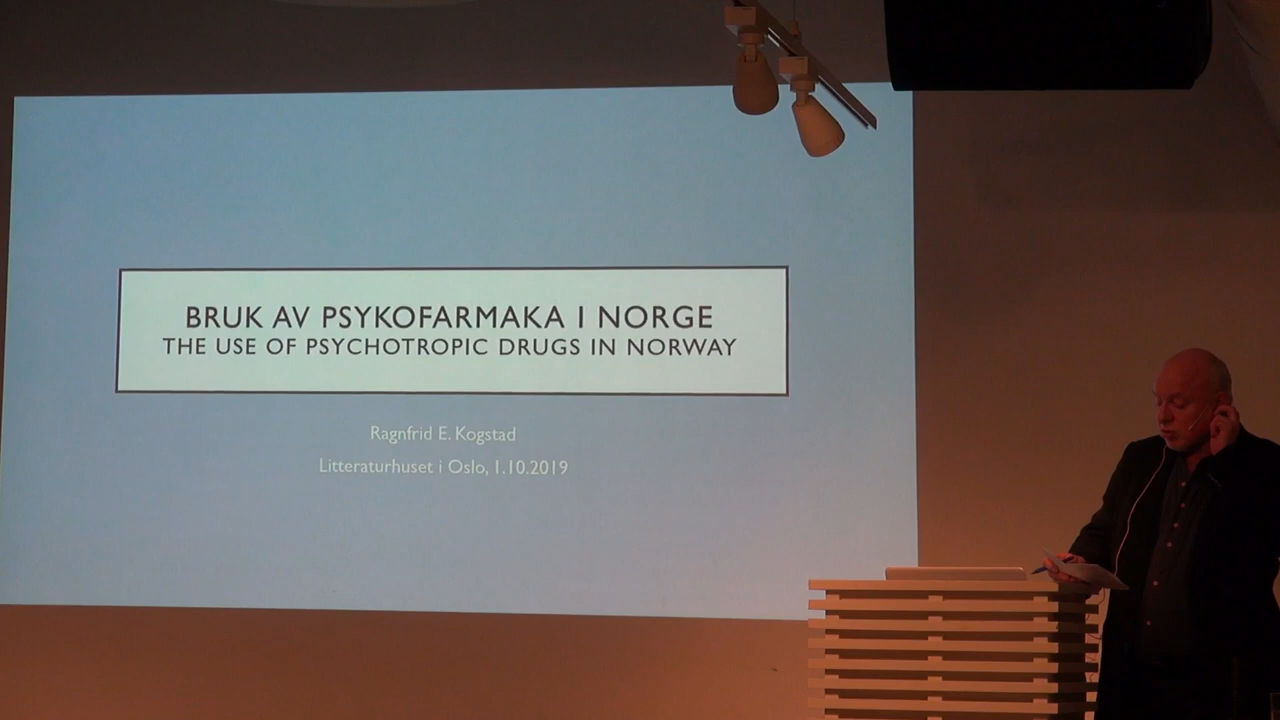 BRUK AV PSYKOFARMAKA I NORGE
THE USE OF PSYCHOTROPIC DRUGS IN NORWAY
Ragnfrid E. Kogstad
Litteraturhuset i Oslo, 1.10.2019